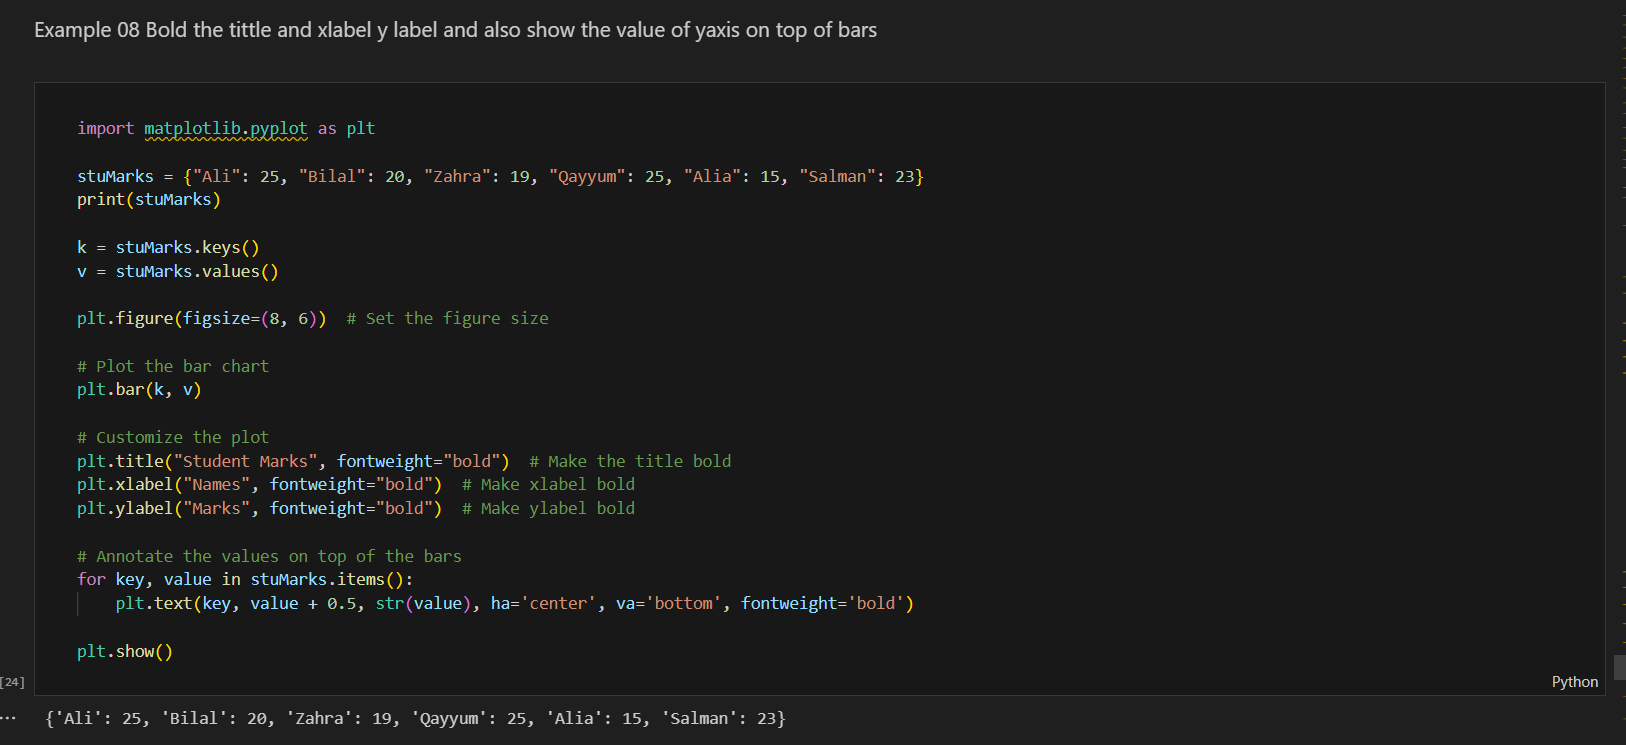 Example 08 Bold the tittle and xlabel y label and also show the value of yaxis on top of bars
import matplotlib.pyplot as plt
stuMarks = {"Ali": 25, "Bilal": 20, "Zahra": 19, "Qayyum": 25, "Alia": 15, "Salman": 23}
print(stuMarks)
k = stuMarks.keys()
v = stuMarks.values()
plt.figure(figsize=(8, 6))  # Set the figure size
# Plot the bar chart
plt.bar(k, v)
# Customize the plot
plt.title("Student Marks", fontweight="bold")  # Make the title bold
plt.xlabel("Names", fontweight="bold")  # Make xlabel bold
plt.ylabel("Marks", fontweight="bold")  # Make ylabel bold
# Annotate the values on top of the bars
for key, value in stuMarks.items():
    plt.text(key, value + 0.5, str(value), ha='center', va='bottom', fontweight='bold')
plt.show()
[24]
Python
... {'Ali': 25, 'Bilal': 20, 'Zahra': 19, 'Qayyum': 25, 'Alia': 15, 'Salman': 23}